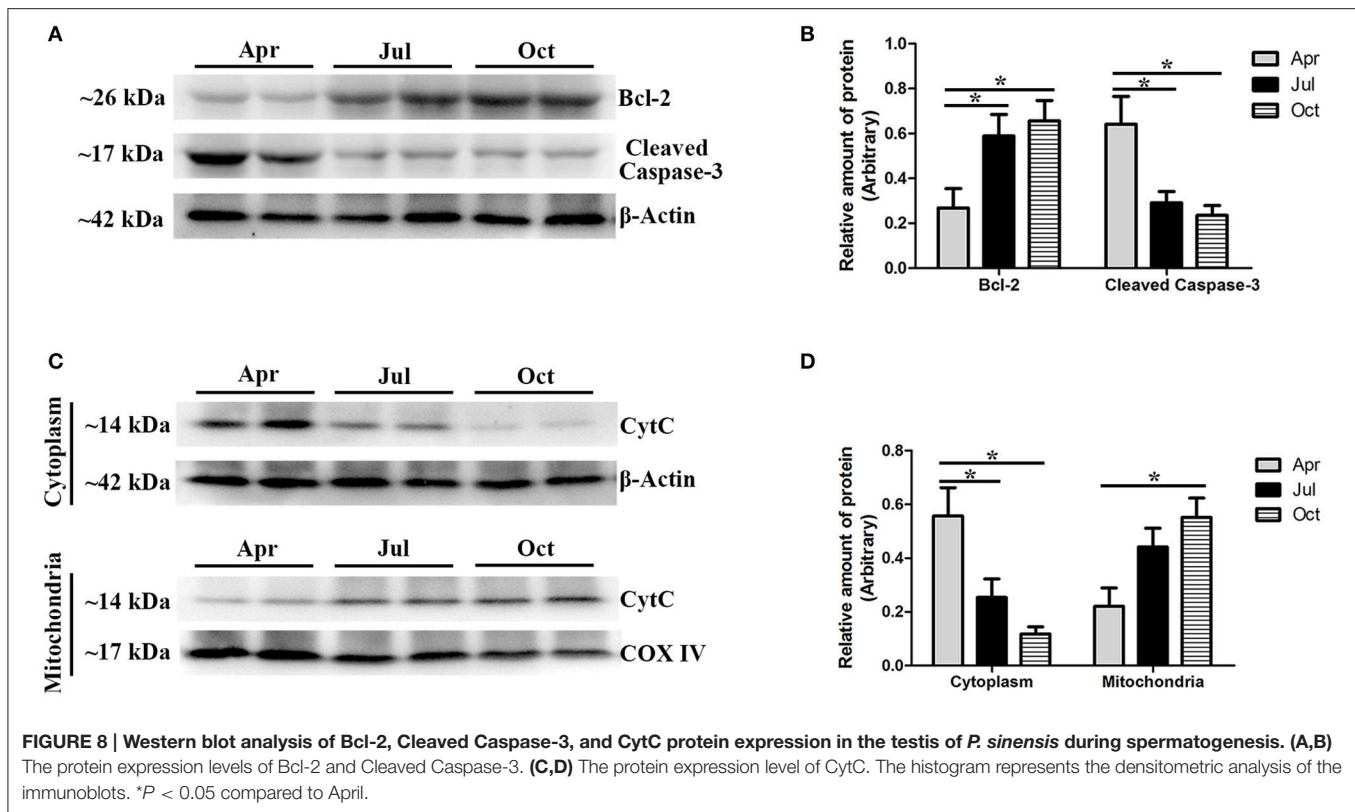 A
Apr Jul Oct
~26 kDa Bcl-2
~17 kDa Cleaved
Caspase-3
~42 kDa β-Actin
B
Relative amount of protein
(Arbitrary)
1.0
0.8
0.6
0.4
0.2
0.0
* * * *
Bcl-2 Cleaved Caspase-3
Apr
Jul
Oct
C
Cytoplasm
Apr Jul Oct
~14 kDa CytC
~42 kDa β-Actin
Mitochondria
Apr Jul Oct
~14 kDa CytC
~17 kDa COX IV
D
Relative amount of protein
(Arbitrary)
0.8
0.6
0.4
0.2
0.0
* * *
Cytoplasm Mitochondria
Apr
Jul
Oct
FIGURE 8 | Western blot analysis of Bcl-2, Cleaved Caspase-3, and CytC protein expression in the testis of P. sinensis during spermatogenesis. (A,B)
The protein expression levels of Bcl-2 and Cleaved Caspase-3. (C,D) The protein expression level of CytC. The histogram represents the densitometric analysis of the
immunoblots. *P < 0.05 compared to April.